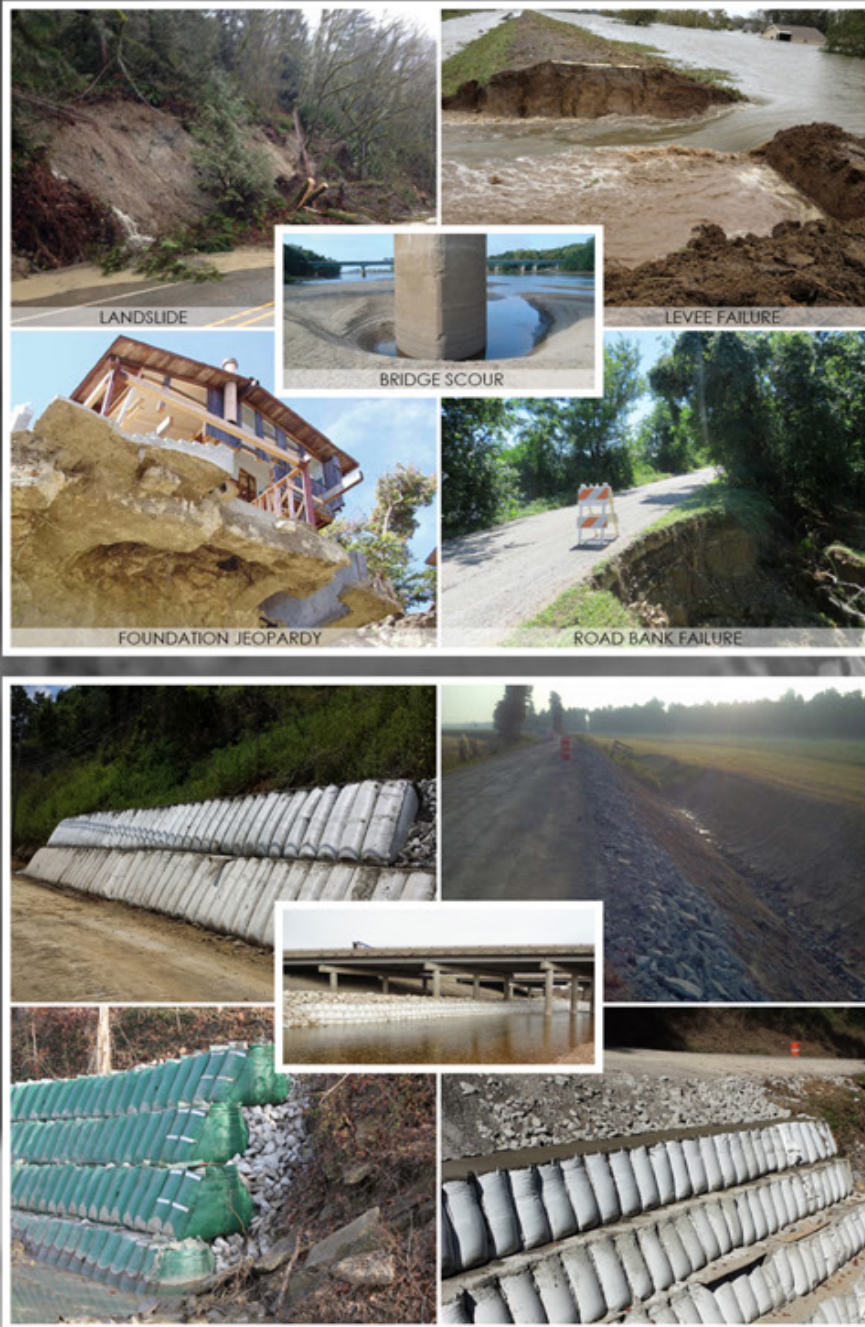 LANDSLIDE
LEVEE FAILURE
BRIDGE SCOUR
FOUNDATION JEOPARDY
ROAD BANK FAILURE